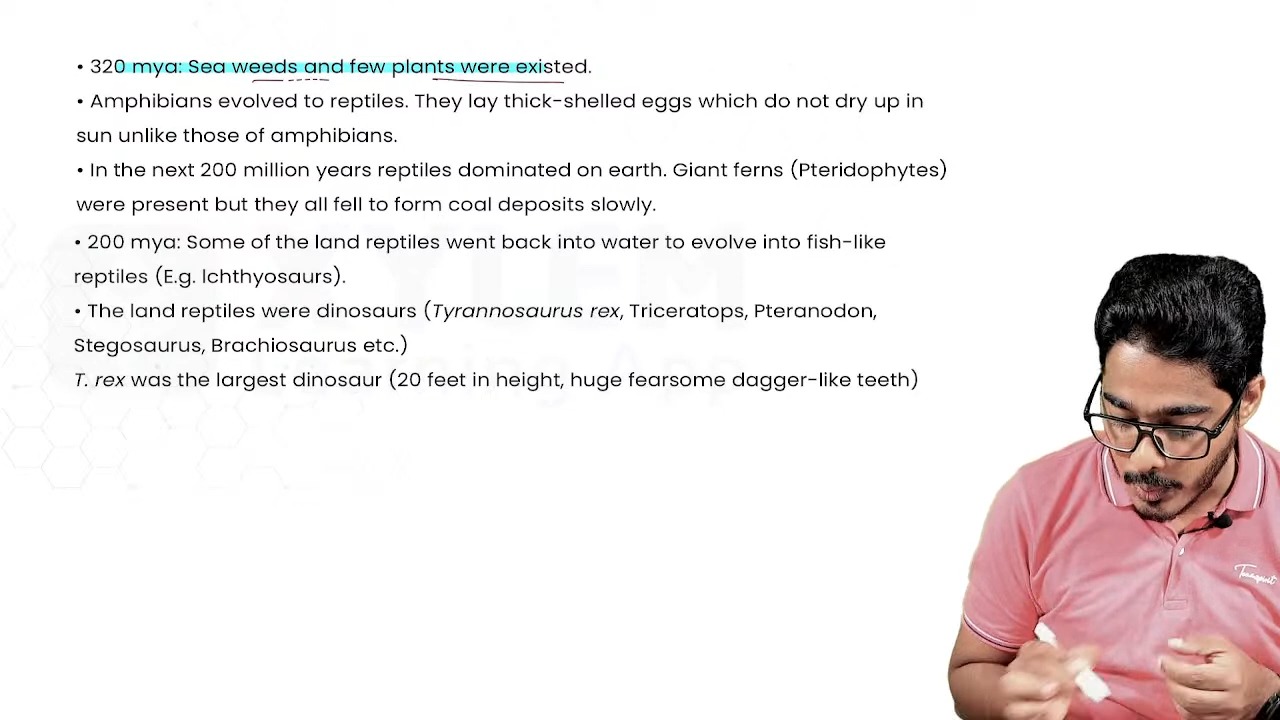 • 320 mya: Sea weeds and few plants were existed.
• Amphibians evolved to reptiles. They lay thick-shelled eggs which do not dry up in
sun unlike those of amphibians.
• In the next 200 million years reptiles dominated on earth. Giant ferns (Pteridophytes)
were present but they all fell to form coal deposits slowly.
• 200 mya: Some of the land reptiles went back into water to evolve into fish-like
reptiles (E.g. Ichthyosaurs).
• The land reptiles were dinosaurs (Tyrannosaurus rex, Triceratops, Pteranodon,
Stegosaurus, Brachiosaurus etc.)
T. rex was the largest dinosaur (20 feet in height, huge fearsome dagger-like teeth)
XYLEM
Learning App